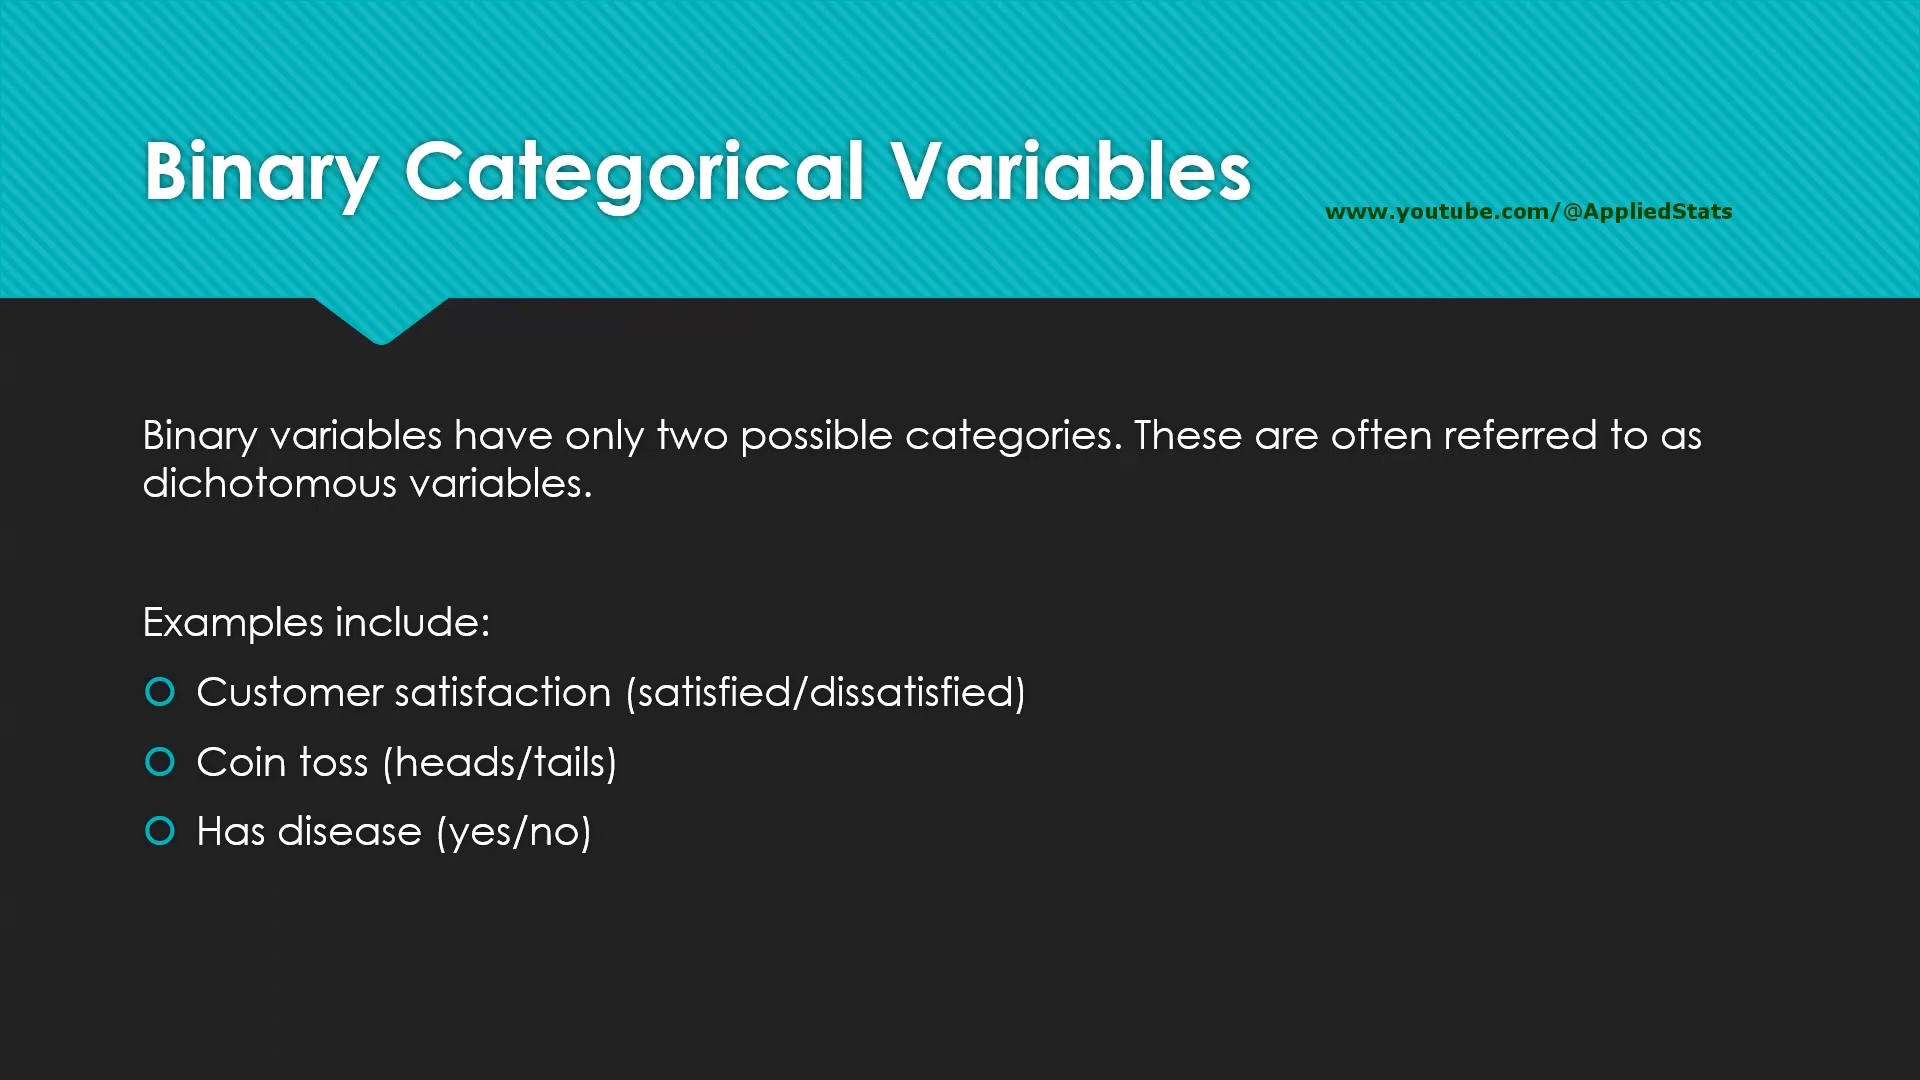 Binary Categorical Variables
www.youtube.com/@AppliedStats
Binary variables have only two possible categories. These are often referred to as
dichotomous variables.
Examples include:
Customer satisfaction (satisfied/dissatisfied)
Coin toss (heads/tails)
Has disease (yes/no)